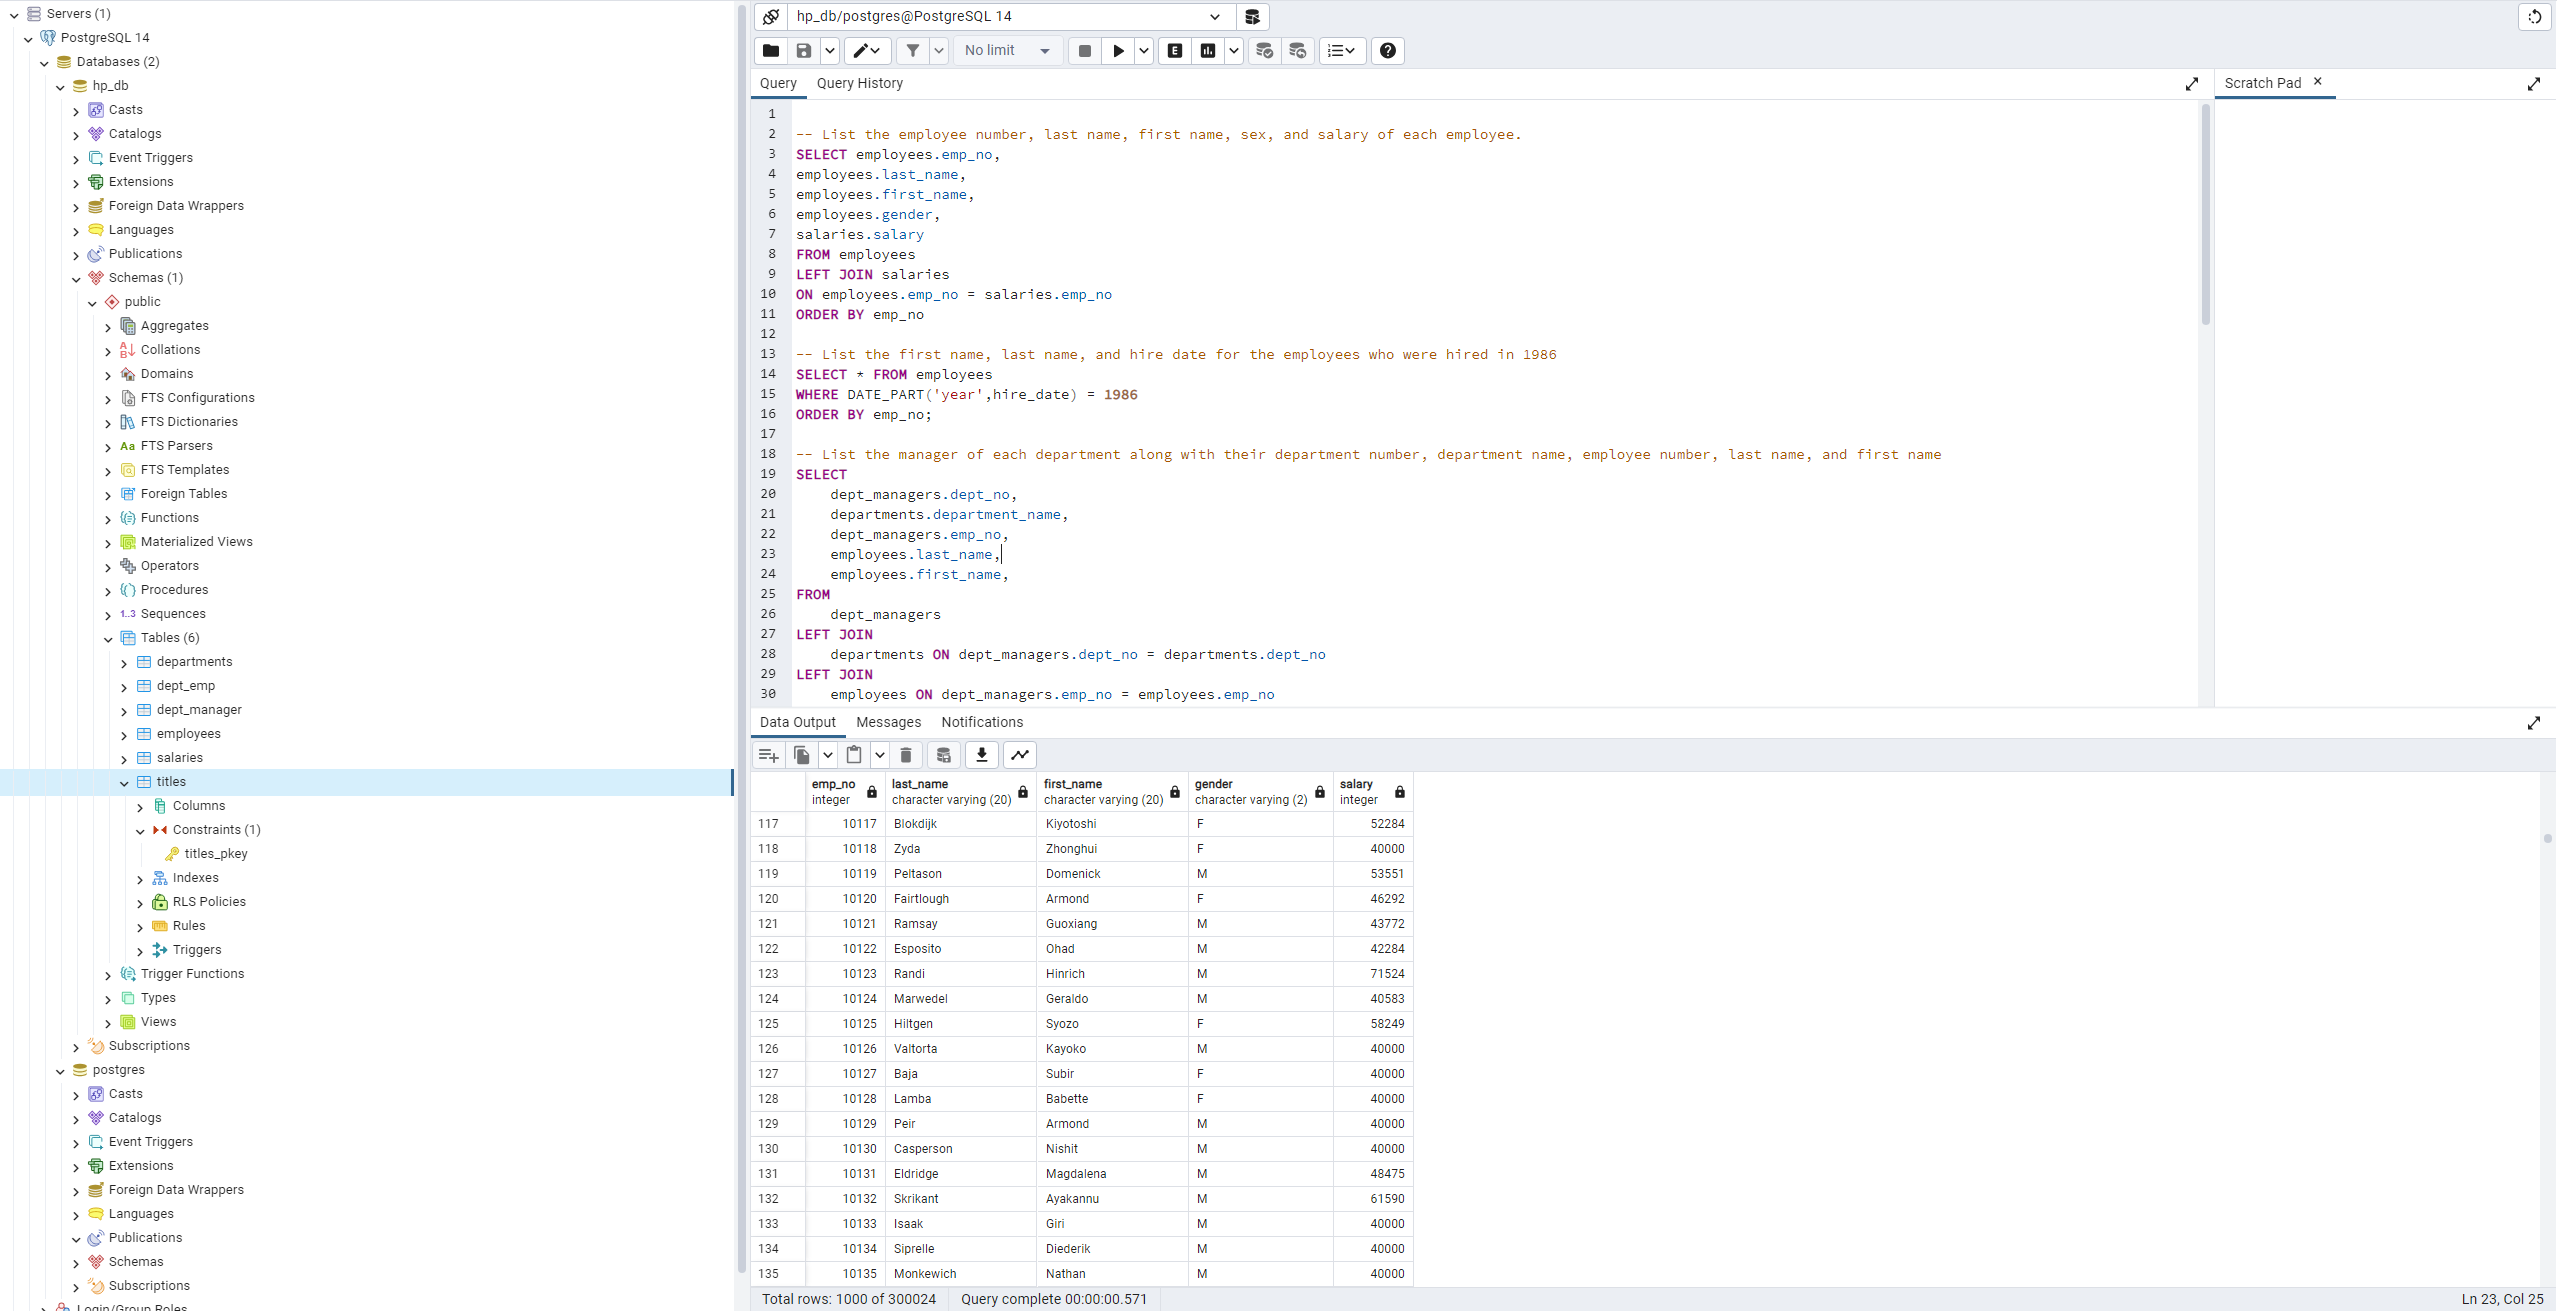 Servers (1)
PostgreSQL 14
Databases (2)
hp_db
Casts
Catalogs
Event Triggers
Extensions
Foreign Data Wrappers
Languages
Publications
Schemas (1)
public
Aggregates
Collations
Domains
FTS Configurations
FTS Dictionaries
Aa FTS Parsers
FTS Templates
Foreign Tables
Functions
Materialized Views
Operators
Procedures
1..3 Sequences
Tables (6)
departments
dept_emp
dept_manager
employees
salaries
titles
Columns
Constraints (1)
titles_pkey
Indexes
RLS Policies
Rules
Triggers
Trigger Functions
Types
Views
Subscriptions
postgres
Casts
Catalogs
Event Triggers
Extensions
Foreign Data Wrappers
Languages
Publications
Schemas
Subscriptions
Login/Group Roles
hp_db/postgres@PostgreSQL 14
No limit
E
Query Query History
Scratch Pad
1
2 -- List the employee number, last name, first name, sex, and salary of each employee.
3 SELECT employees.emp_no,
4 employees.last_name,
5 employees.first_name,
6 employees.gender,
7 salaries.salary
8 FROM employees
9 LEFT JOIN salaries
10 ON employees.emp_no = salaries.emp_no
11 ORDER BY emp_no
12
13 -- List the first name, last name, and hire date for the employees who were hired in 1986
14 SELECT * FROM employees
15 WHERE DATE_PART('year',hire_date) = 1986
16 ORDER BY emp_no;
17
18 -- List the manager of each department along with their department number, department name, employee number, last name, and first name
19 SELECT
20 dept_managers.dept_no,
21 departments.department_name,
22 dept_managers.emp_no,
23 employees.last_name,
24 employees.first_name,
25 FROM
26 dept_managers
27 LEFT JOIN
28 departments ON dept_managers.dept_no = departments.dept_no
29 LEFT JOIN
30 employees ON dept_managers.emp_no = employees.emp_no
Data Output Messages Notifications
emp_no last_name first_name gender salary
integer character varying (20) character varying (20) character varying (2) integer
117 10117 Blokdijk Kiyotoshi F 52284
118 10118 Zyda Zhonghui F 40000
119 10119 Peltason Domenick M 53551
120 10120 Fairtlough Armond F 46292
121 10121 Ramsay Guoxiang M 43772
122 10122 Esposito Ohad M 42284
123 10123 Randi Hinrich M 71524
124 10124 Marwedel Geraldo M 40583
125 10125 Hiltgen Syozo F 58249
126 10126 Valtorta Kayoko M 40000
127 10127 Baja Subir F 40000
128 10128 Lamba Babette F 40000
129 10129 Peir Armond M 40000
130 10130 Casperson Nishit M 40000
131 10131 Eldridge Magdalena M 48475
132 10132 Skrikant Ayakannu M 61590
133 10133 Isaak Giri M 40000
134 10134 Siprelle Diederik M 40000
135 10135 Monkewich Nathan M 40000
Total rows: 1000 of 300024 Query complete 00:00:00.571 Ln 23, Col 25